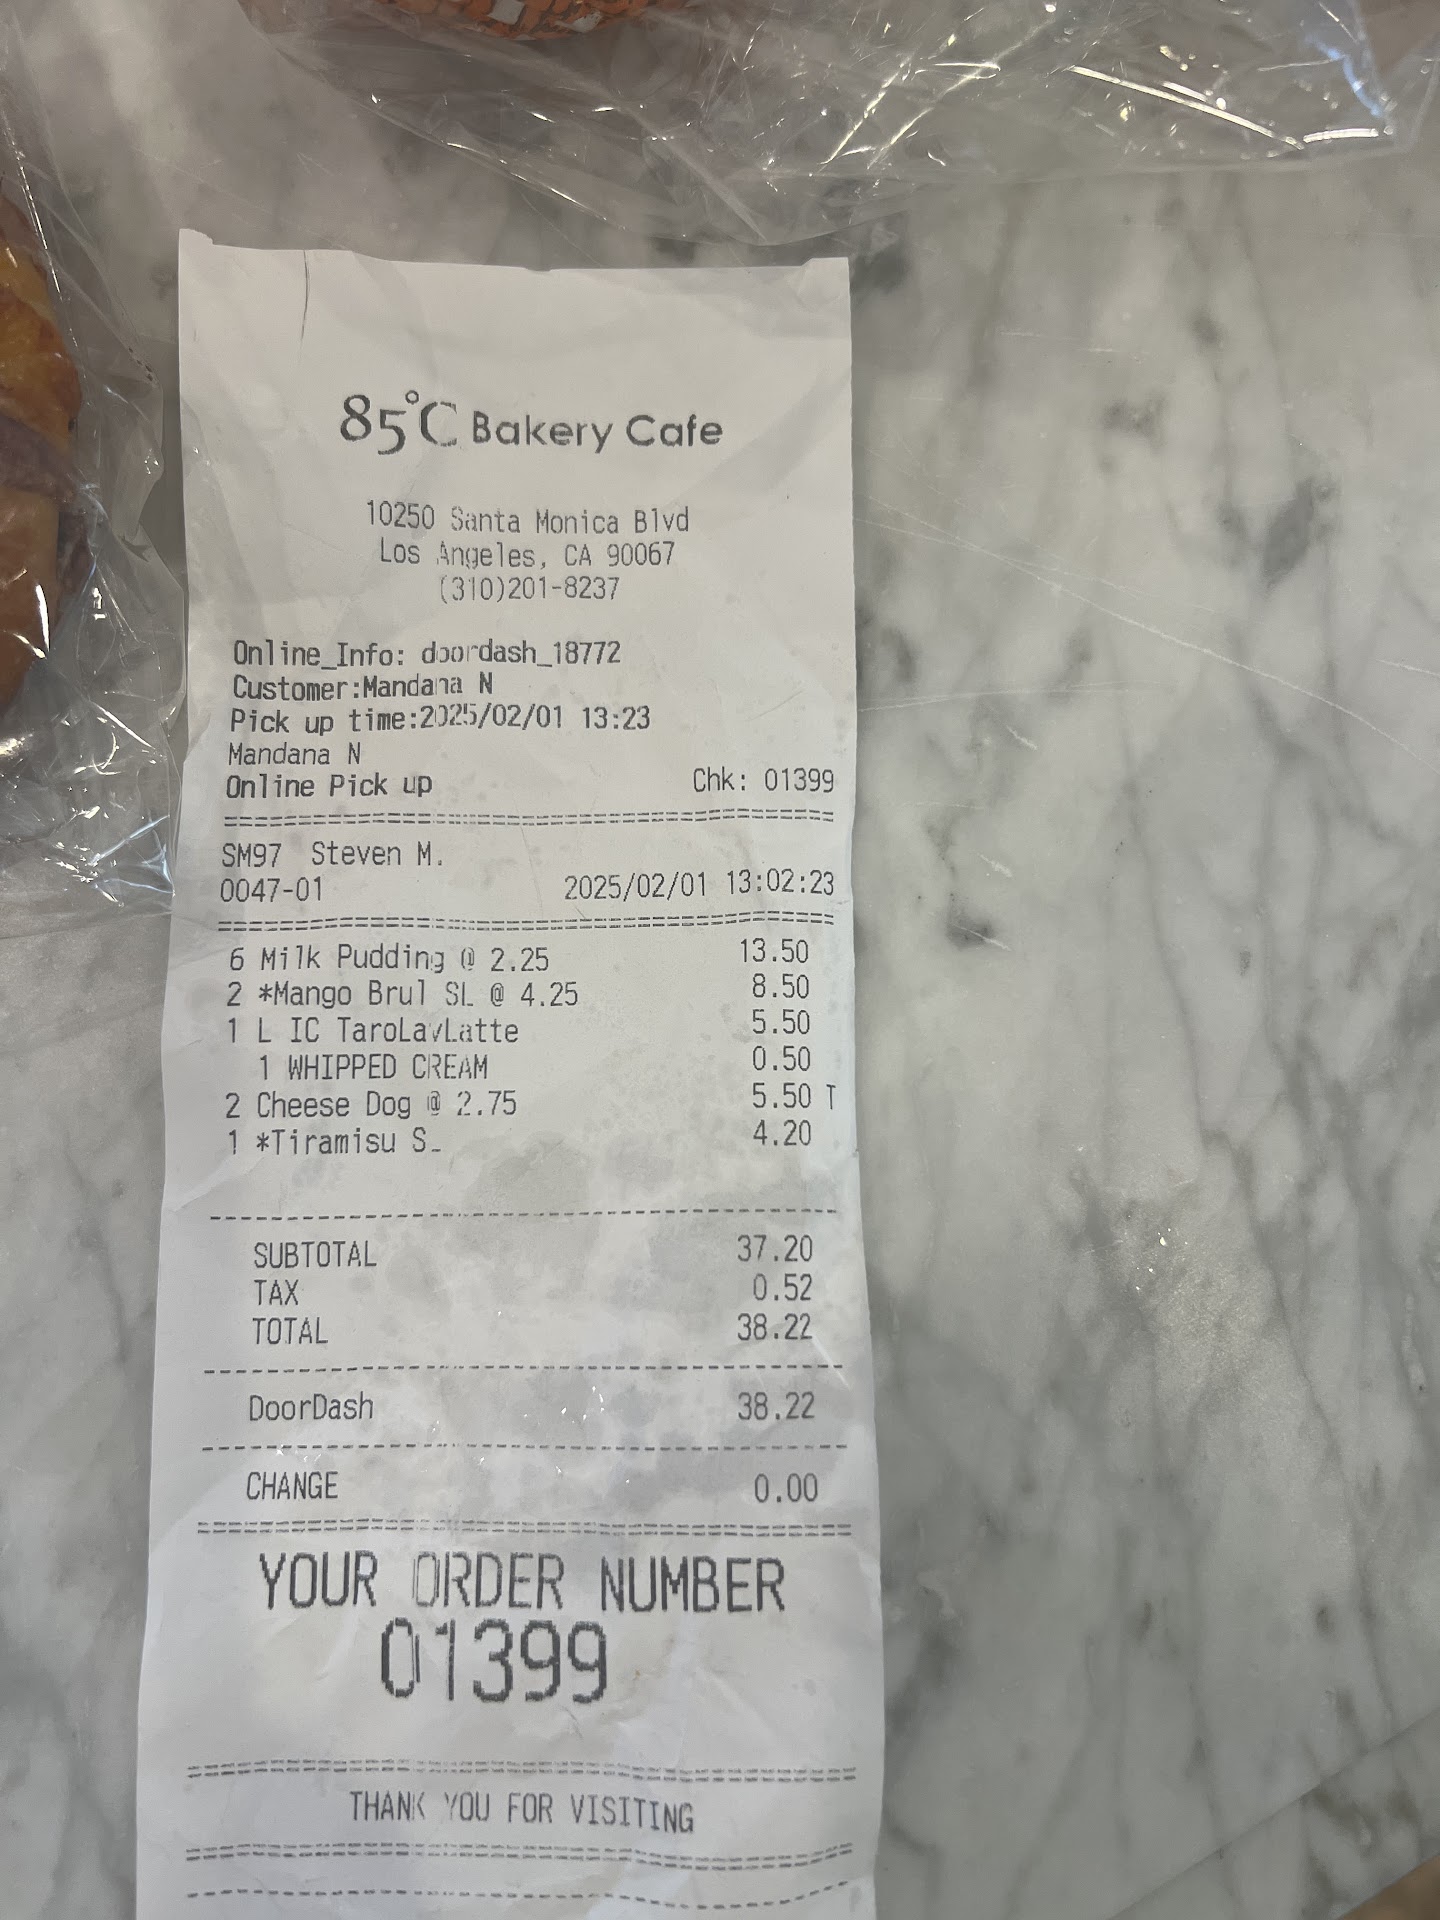 85°C Bakery Cafe
10250 Santa Monica Blvd
Los Angeles, CA 90067
(310)201-8237
Online_Info: doordash_18772
Customer:Mandana N
Pick up time:2025/02/01 13:23
Mandana N
Online Pick up Chk: 01399
SM97 Steven M.
0047-01 2025/02/01 13:02:23
6 Milk Pudding @ 2.25 13.50
2 *Mango Brul SL @ 4.25 8.50
1 L IC TaroLavLatte 5.50
1 WHIPPED CREAM 0.50
2 Cheese Dog @ 2.75 5.50 T
1 *Tiramisu SL 4.20
SUBTOTAL 37.20
TAX 0.52
TOTAL 38.22
DoorDash 38.22
CHANGE 0.00
YOUR ORDER NUMBER
01399
THANK YOU FOR VISITING